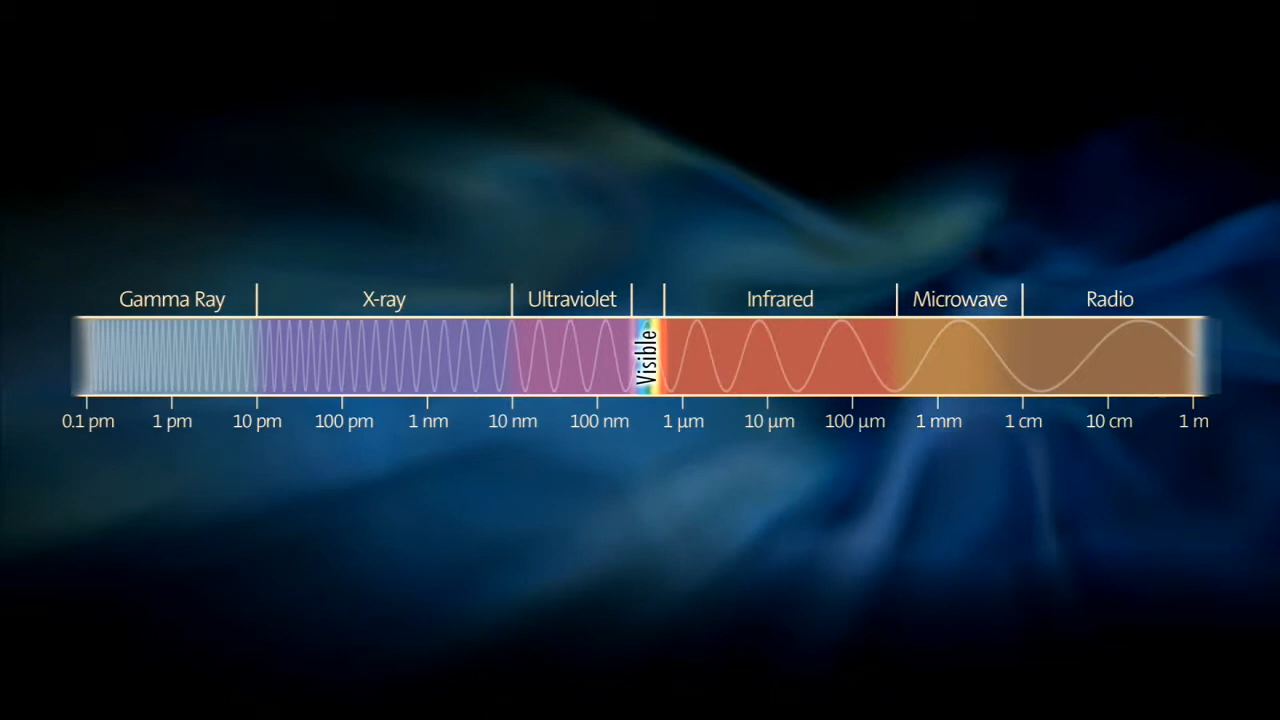 Gamma Ray X-ray Ultraviolet Infrared Microwave Radio
Visible
0.1 pm 1 pm 10 pm 100 pm 1 nm 10 nm 100 nm 1 µm 10 µm 100 µm 1 mm 1 cm 10 cm 1 m